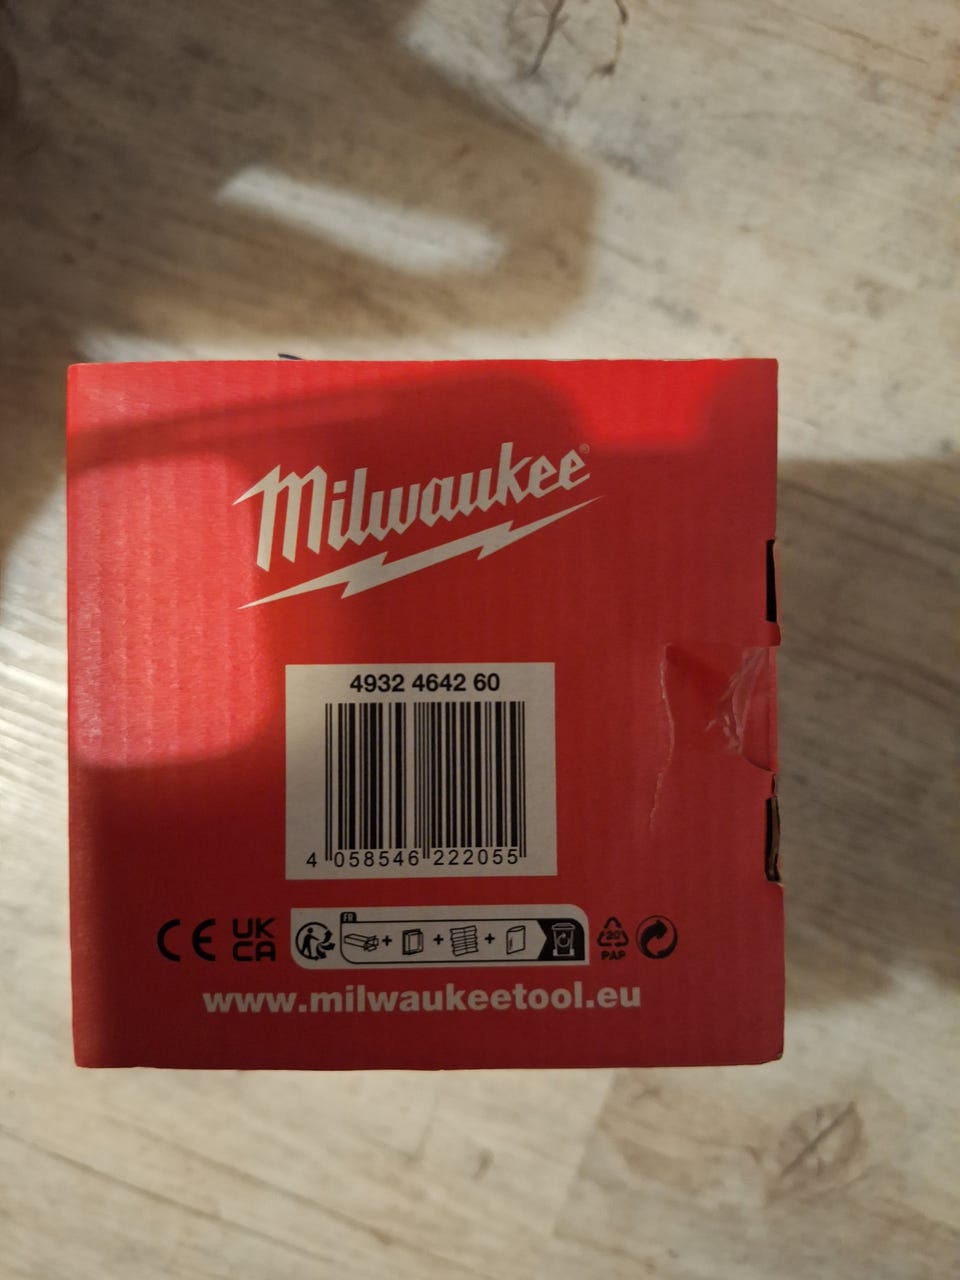 Milwaukee®
4932 4642 60
4 058546 222055
CE UK CA
FR
20
PAP
www.milwaukeetool.eu